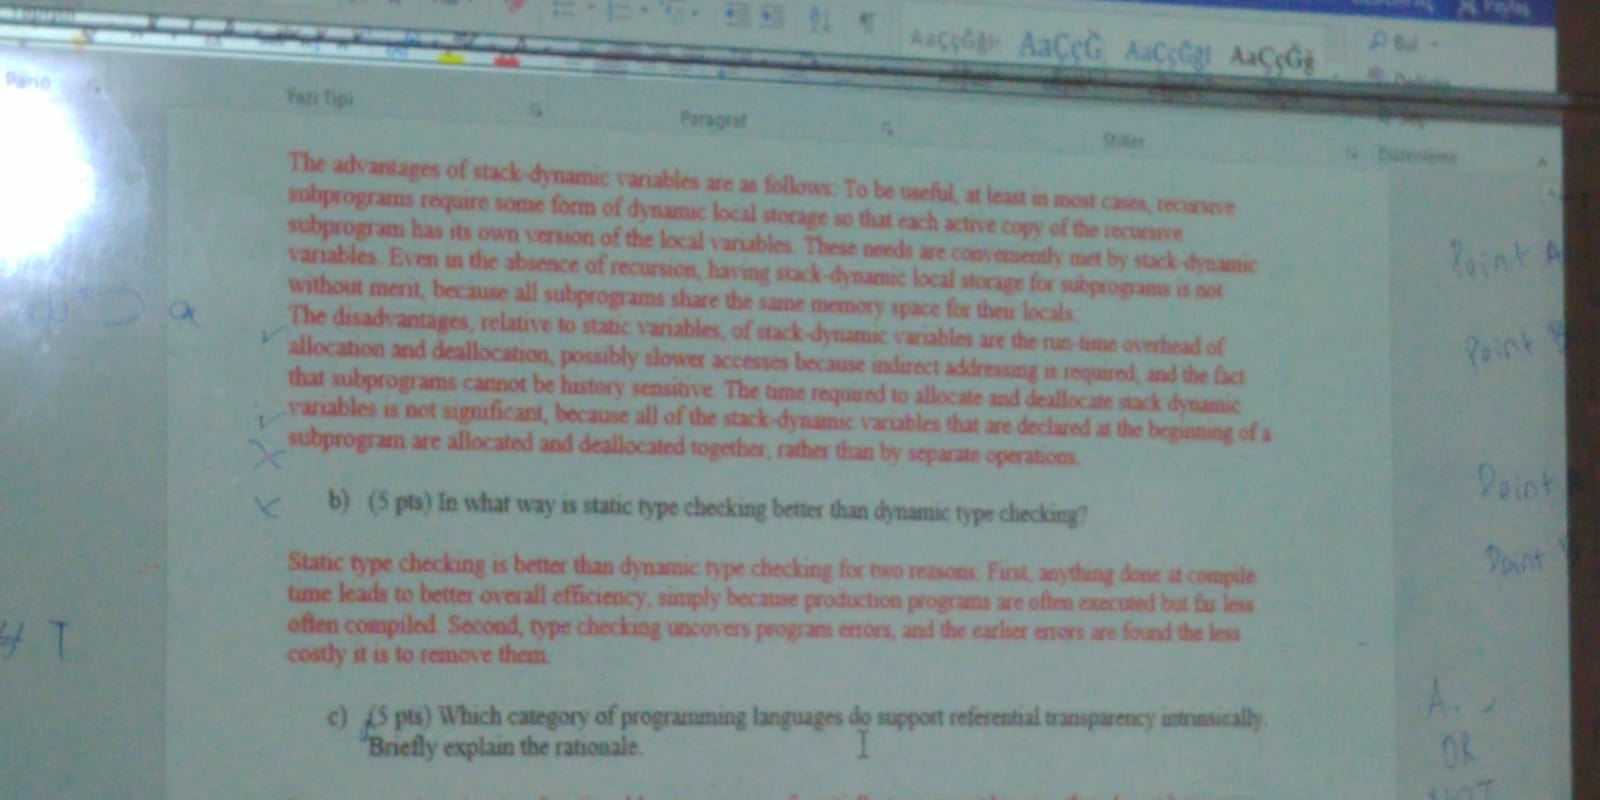 Paylaş
AaÇçĞğ AaÇçĞ AaÇçĞğ AaÇçĞğ
Bul
Pano
Yazı Tipi
Paragraf
Stiller
Düzenleme
The advantages of stack-dynamic variables are as follows: To be useful, at least in most cases, recursive
subprograms require some form of dynamic local storage so that each active copy of the recursive
subprogram has its own version of the local variables. These needs are conveniently met by stack-dynamic
variables. Even in the absence of recursion, having stack-dynamic local storage for subprograms is not
without merit, because all subprograms share the same memory space for their locals.
The disadvantages, relative to static variables, of stack-dynamic variables are the run-time overhead of
allocation and deallocation, possibly slower accesses because indirect addressing is required, and the fact
that subprograms cannot be history sensitive. The time required to allocate and deallocate stack dynamic
variables is not significant, because all of the stack-dynamic variables that are declared at the beginning of a
subprogram are allocated and deallocated together, rather than by separate operations.
b) (5 pts) In what way is static type checking better than dynamic type checking?
Static type checking is better than dynamic type checking for two reasons: First, anything done at compile
time leads to better overall efficiency, simply because production programs are often executed but far less
often compiled. Second, type checking uncovers program errors, and the earlier errors are found the less
costly it is to remove them.
c) (5 pts) Which category of programming languages do support referential transparency intrinsically.
Briefly explain the rationale.
Point A
Point B
Point
Point
A.
OR
NOT
a
T